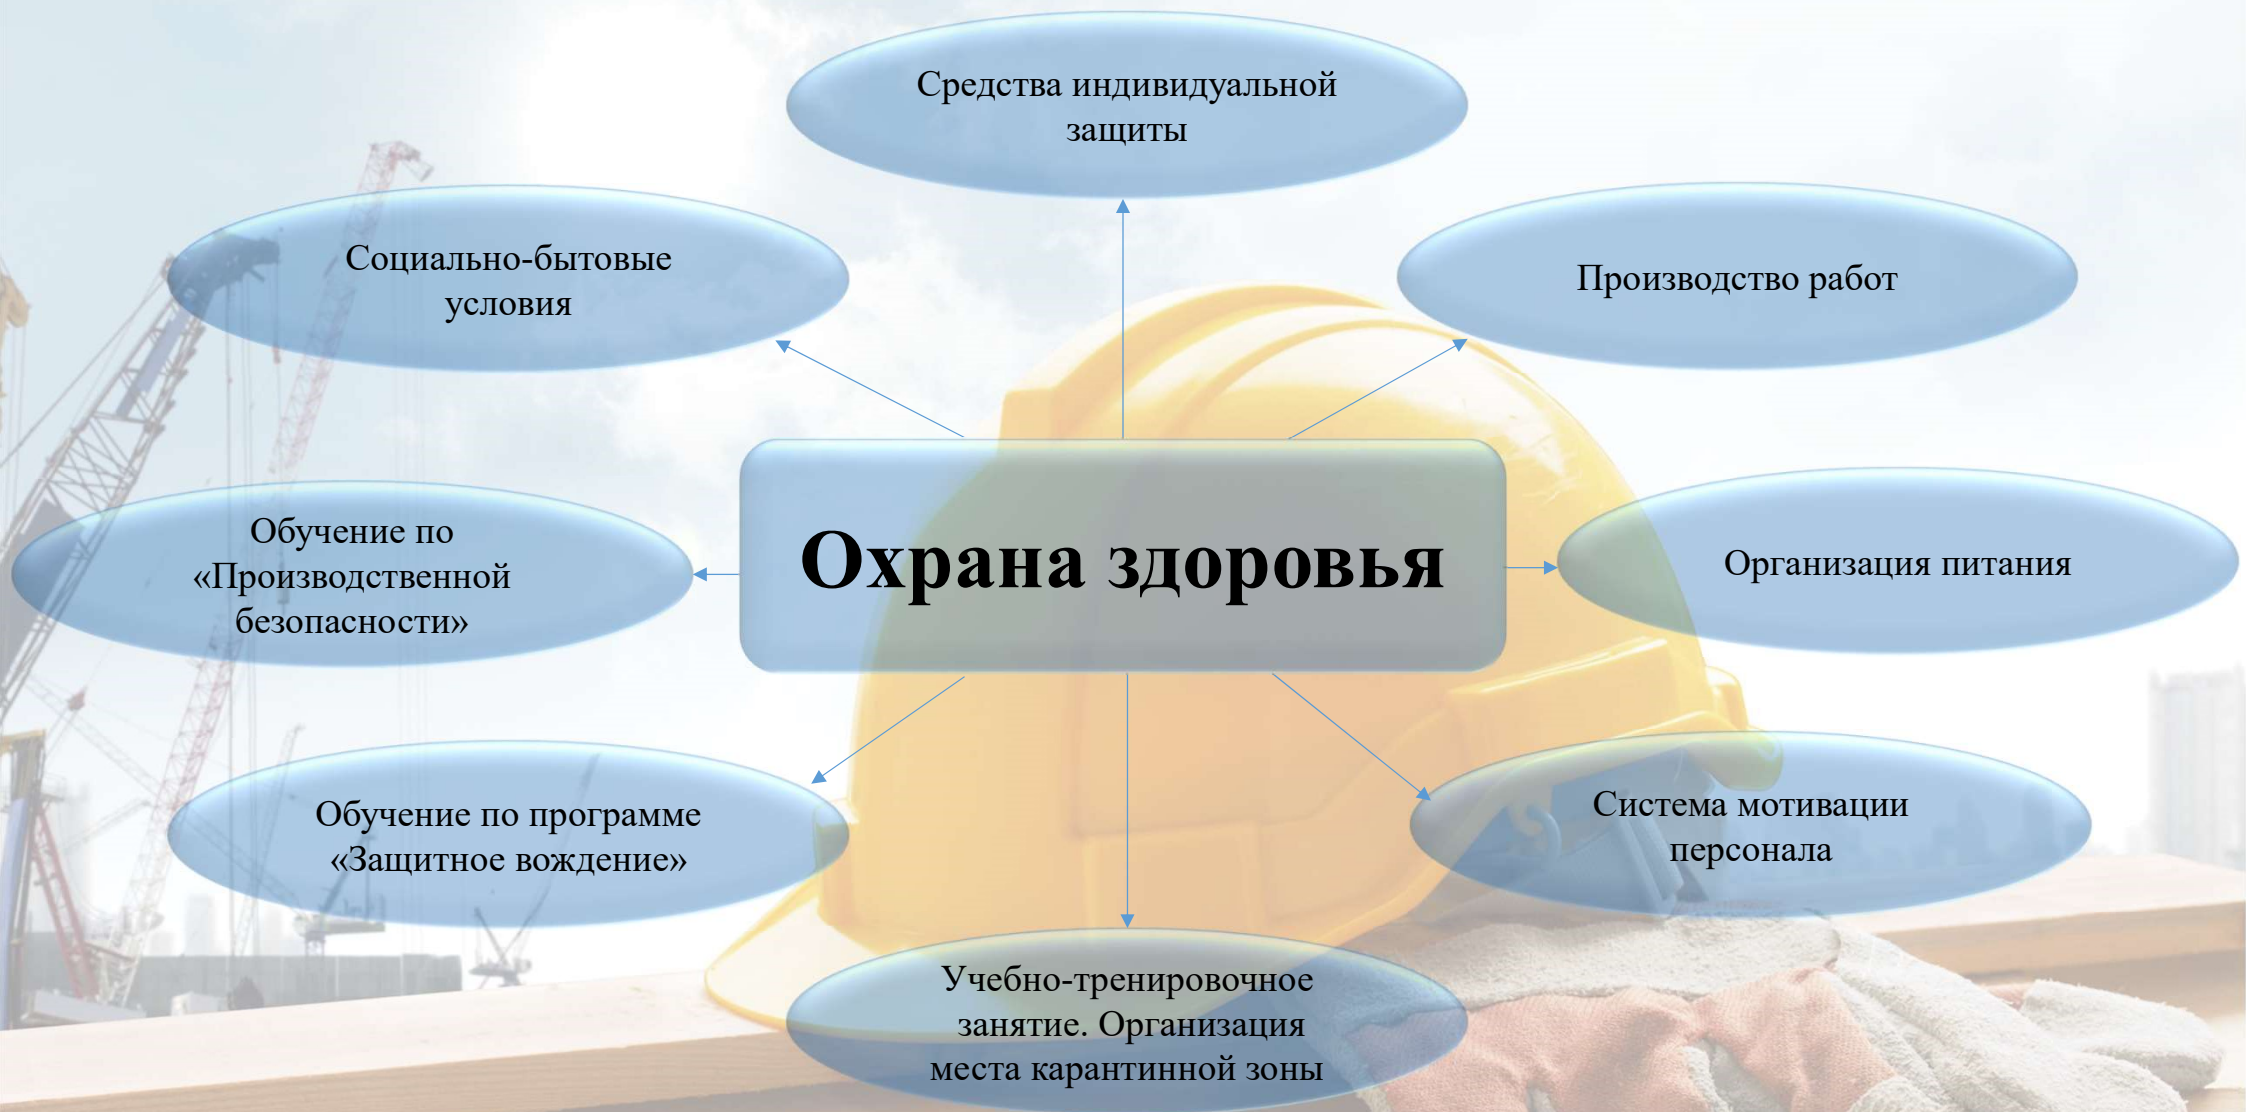 Средства индивидуальной
защиты
Социально-бытовые
условия
Производство работ
Обучение по
«Производственной
безопасности»
Охрана здоровья
Организация питания
Обучение по программе
«Защитное вождение»
Система мотивации
персонала
Учебно-тренировочное
занятие. Организация
места карантинной зоны